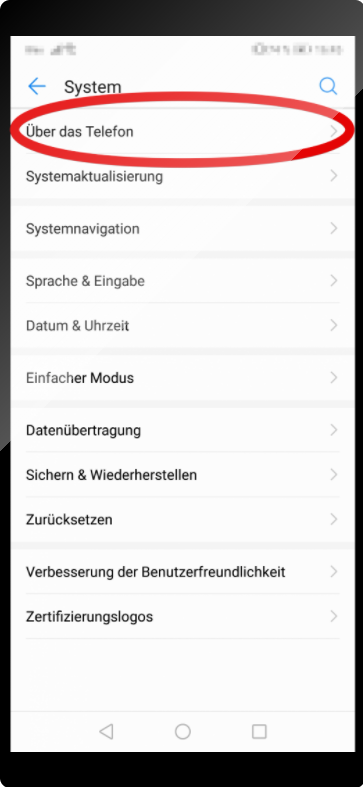 System
Über das Telefon
Systemaktualisierung
Systemnavigation
Sprache & Eingabe
Datum & Uhrzeit
Einfacher Modus
Datenübertragung
Sichern & Wiederherstellen
Zurücksetzen
Verbesserung der Benutzerfreundlichkeit
Zertifizierungslogos